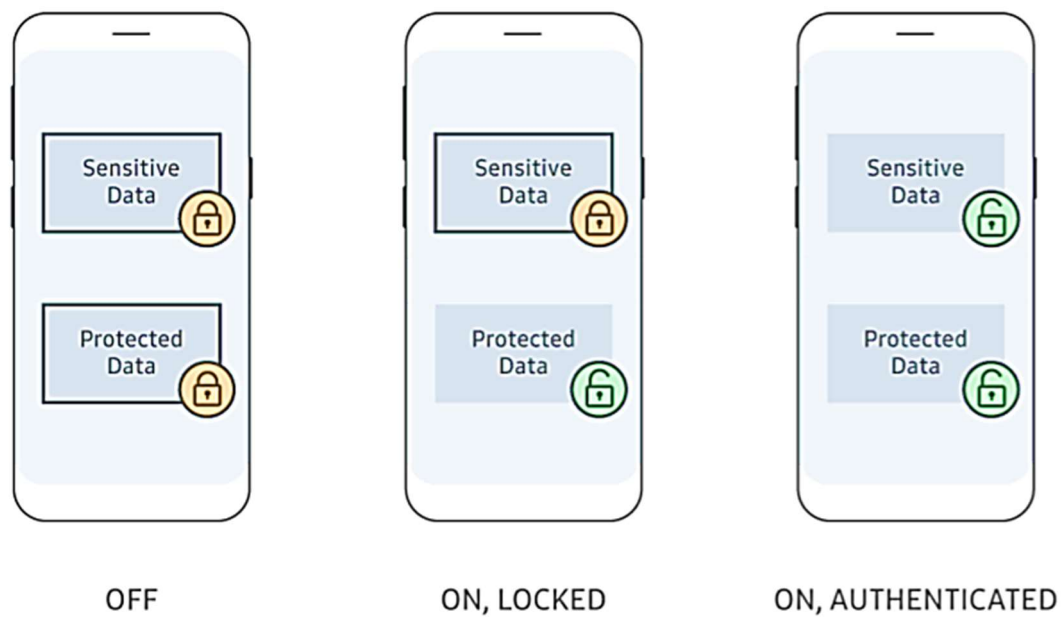 Sensitive
Data
Protected
Data
OFF
Sensitive
Data
Protected
Data
ON, LOCKED
Sensitive
Data
Protected
Data
ON, AUTHENTICATED